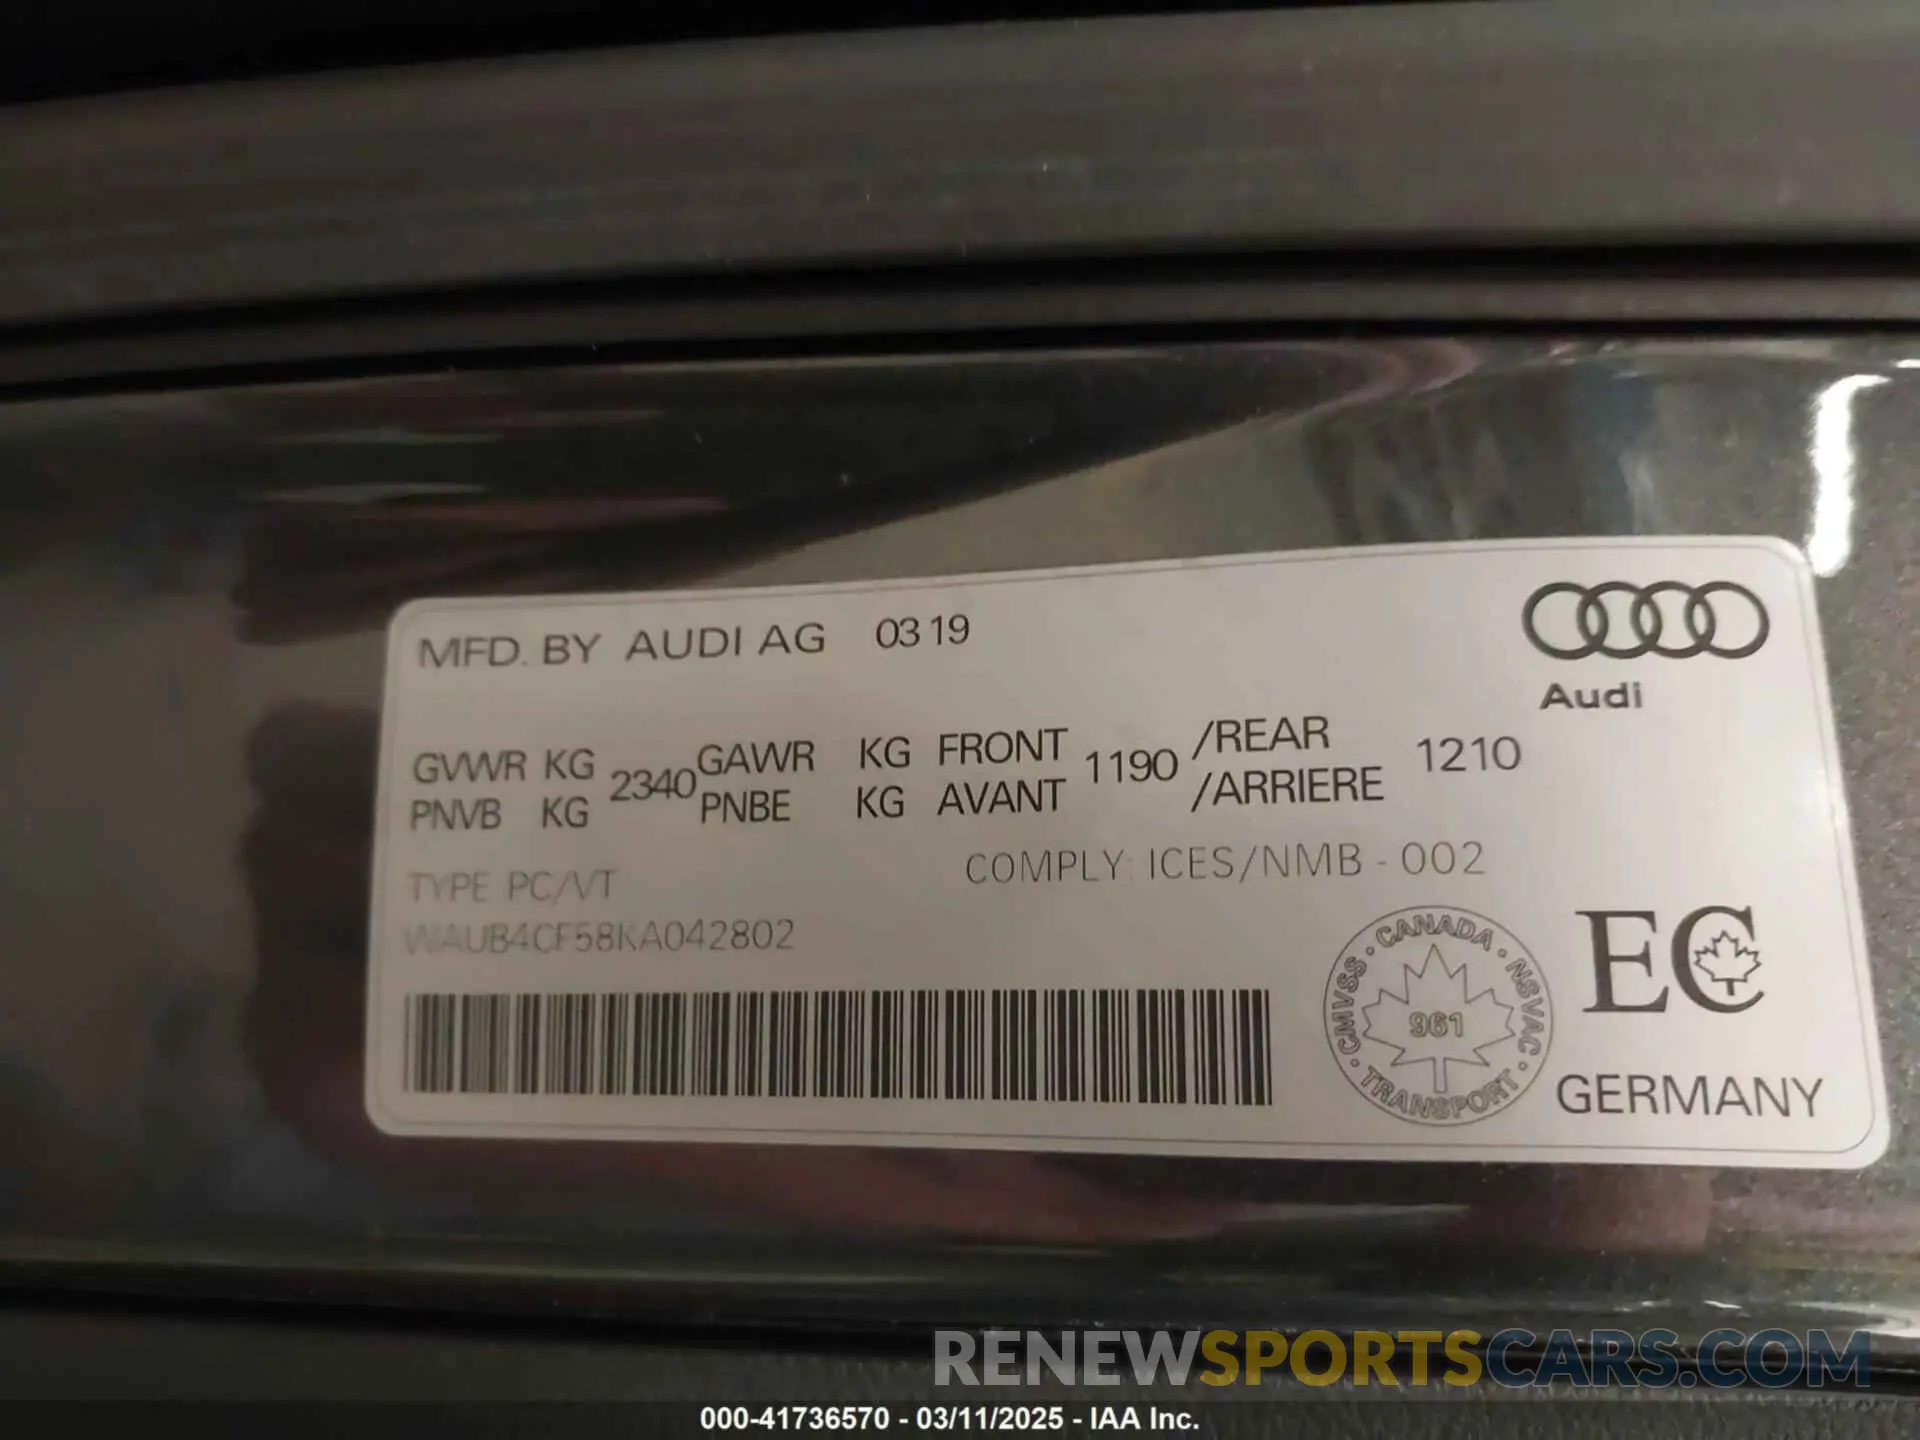 MFD. BY AUDI AG 0319
Audi
GVWR KG 2340 GAWR KG FRONT 1190 /REAR 1210
PNVB KG PNBE KG AVANT /ARRIERE
TYPE PC/VT
COMPLY: ICES/NMB - 002
WAUB4CF58KA042802
CANADA · NSVAC · TRANSPORT · CMVSS ·
961
EC
GERMANY
RENEWSPORTSCARS.COM
000-41736570 - 03/11/2025 - IAA Inc.